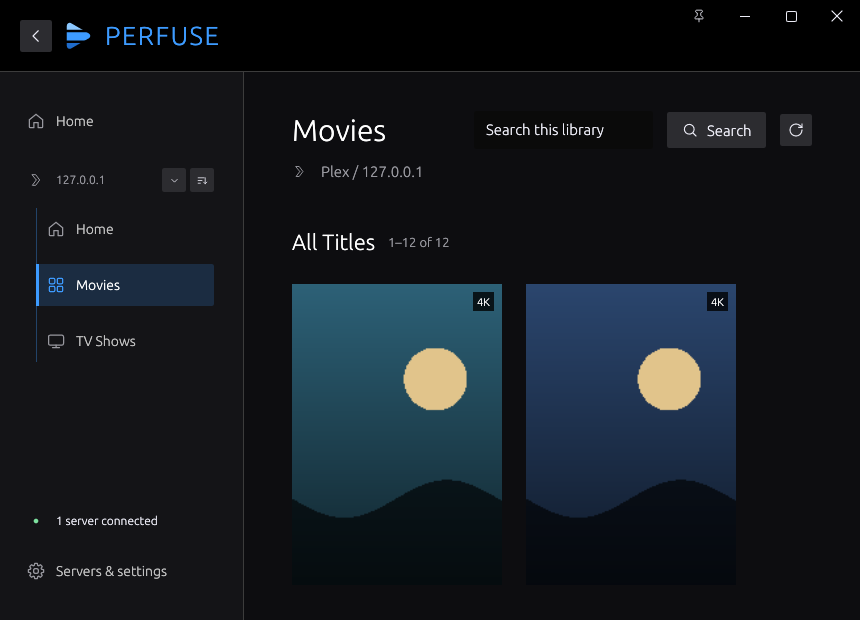 PERFUSE
Home
127.0.0.1
Home
Movies
TV Shows
1 server connected
Servers & settings
Movies
Search this library
Search
Plex / 127.0.0.1
All Titles 1–12 of 12
4K
4K